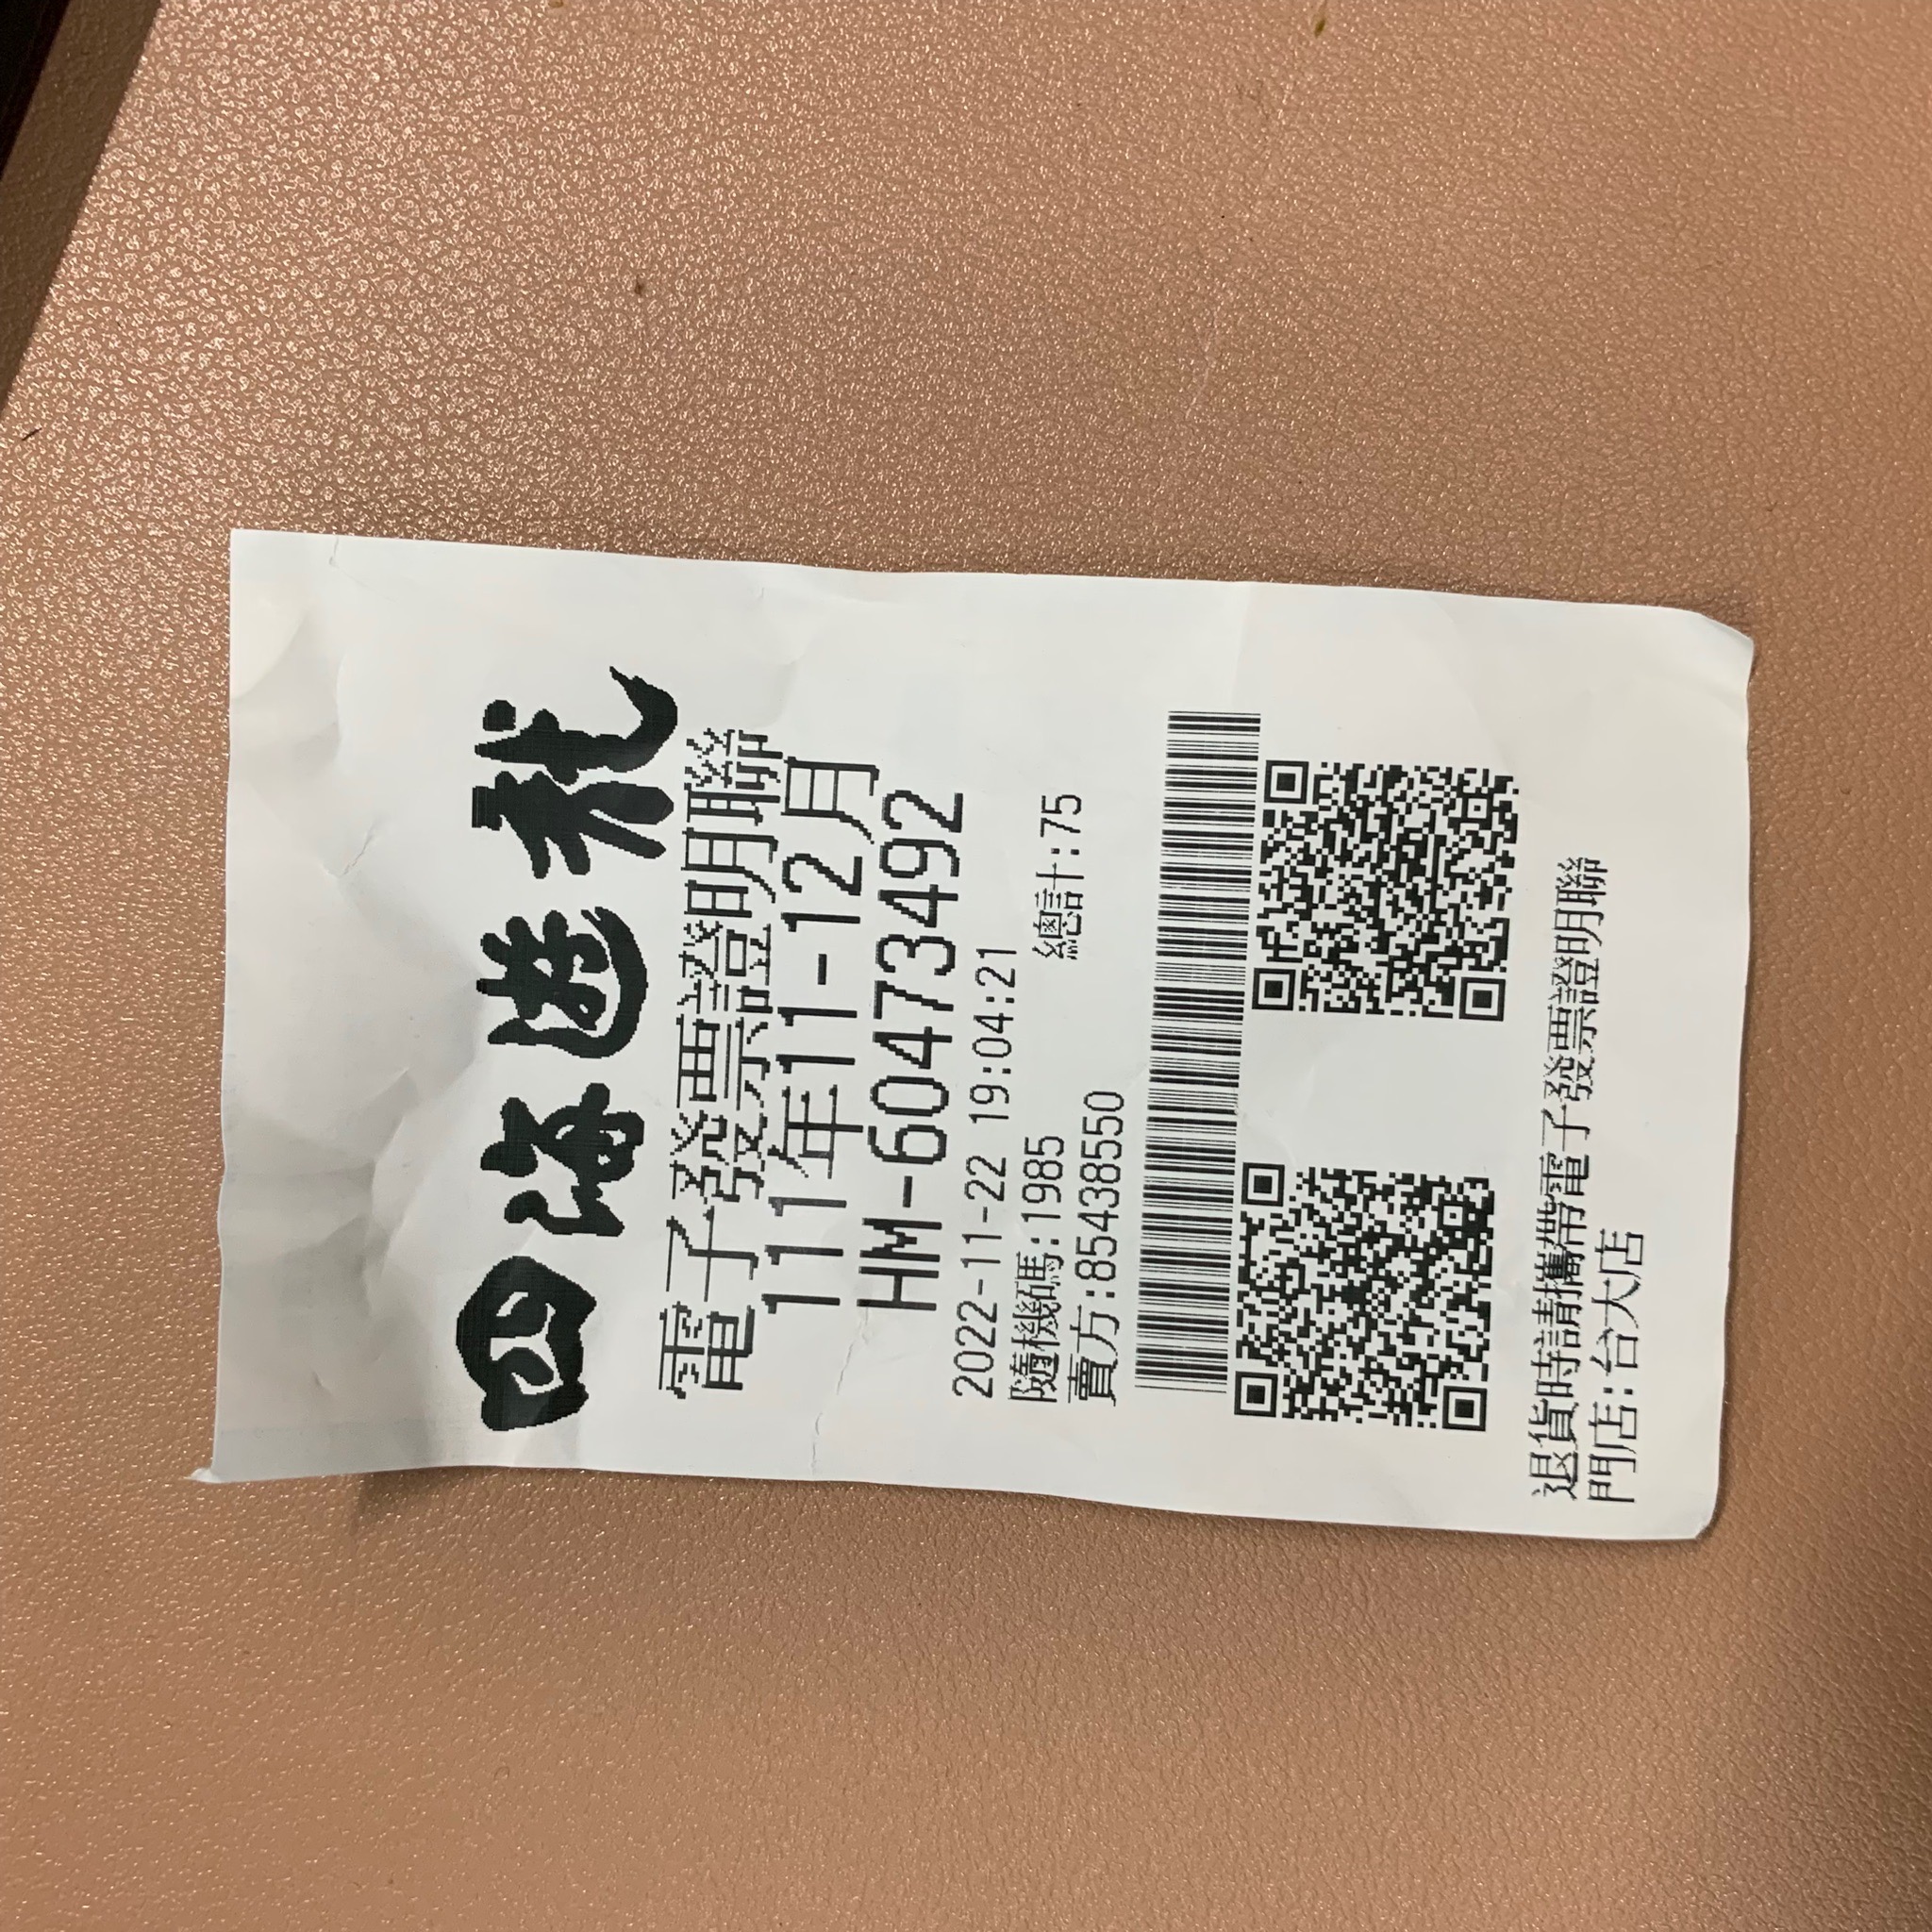 四海遊龍
電子發票證明聯
111年11-12月
HM-60473492
2022-11-22 19:04:21
隨機碼:1985 總計:75
賣方:85438550
退貨時請攜帶電子發票證明聯
門店:台大店